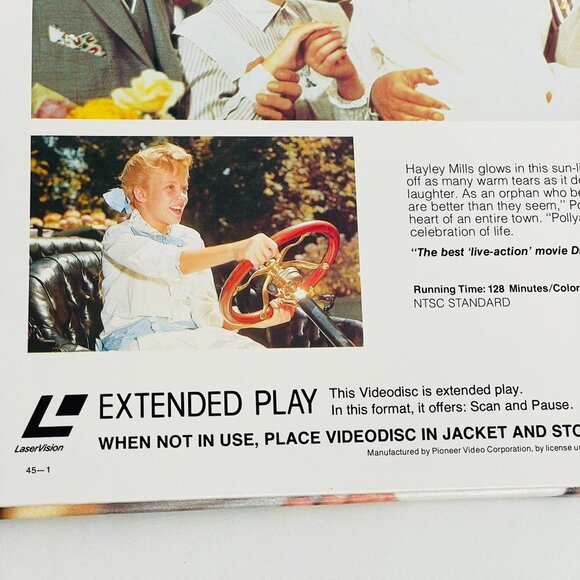 Hayley Mills glows in this sun-li
off as many warm tears as it do
laughter. As an orphan who be
are better than they seem," Po
heart of an entire town. "Polly
celebration of life.
"The best 'live-action' movie D
Running Time: 128 Minutes/Color
NTSC STANDARD
EXTENDED PLAY
This Videodisc is extended play.
In this format, it offers: Scan and Pause.
LaserVision
WHEN NOT IN USE, PLACE VIDEODISC IN JACKET AND STO
Manufactured by Pioneer Video Corporation, by license u
45—1